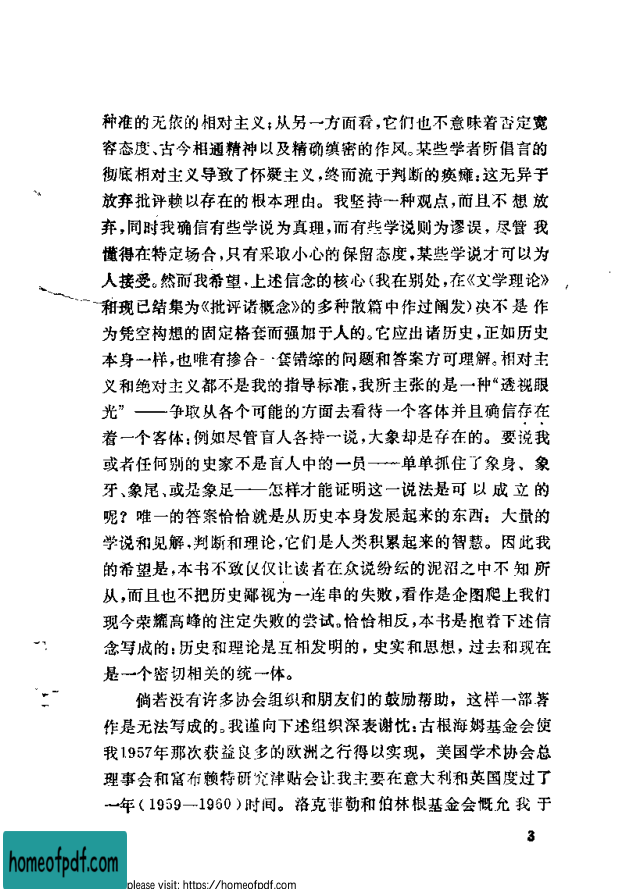 种准的无依的相对主义；从另一方面看，它们也不意味着否定宽
容态度、古今相通精神以及精确缜密的作风。某些学者所倡言的
彻底相对主义导致了怀疑主义，终而流于判断的瘫痪；这无异于
放弃批评赖以存在的根本理由。我坚持一种观点，而且不想放
弃，同时我确信有些学说为真理，而有些学说则为谬误，尽管我
懂得在特定场合，只有采取小心的保留态度，某些学说才可以为
人接受。然而我希望，上述信念的核心（我在别处，在《文学理论》
和现已结集为《批评诸概念》的多种散篇中作过阐发）决不是作
为凭空构想的固定格套而强加于人的。它应出诸历史，正如历史
本身一样，也唯有掺合一套错综的问题和答案方可理解。相对主
义和绝对主义都不是我的指导标准，我所主张的是一种“透视眼
光”——争取从各个可能的方面去看待一个客体并且确信存在
着一个客体：例如尽管盲人各持一说，大象却是存在的。要说我
或者任何别的史家不是盲人中的一员——单单抓住了象身、象
牙、象尾、或是象足——怎样才能证明这一说法是可以成立的
呢？唯一的答案恰恰就是从历史本身发展起来的东西：大量的
学说和见解，判断和理论，它们是人类积累起来的智慧。因此我
的希望是，本书不致仅仅让读者在众说纷纭的泥沼之中不知所
从，而且也不把历史鄙视为一连串的失败，看作是企图爬上我们
现今荣耀高峰的注定失败的尝试。恰恰相反，本书是抱着下述信
念写成的：历史和理论是互相发明的，史实和思想，过去和现在
是一个密切相关的统一体。
倘若没有许多协会组织和朋友们的鼓励帮助，这样一部著
作是无法写成的。我谨向下述组织深表谢忱：古根海姆基金会使
我1957年那次获益良多的欧洲之行得以实现，美国学术协会总
理事会和富布赖特研究津贴会让我主要在意大利和英国度过了
一年（1959—1960）时间。洛克菲勒和伯林根基金会慨允我于
3
homeofpdf.com
please visit: https://homeofpdf.com